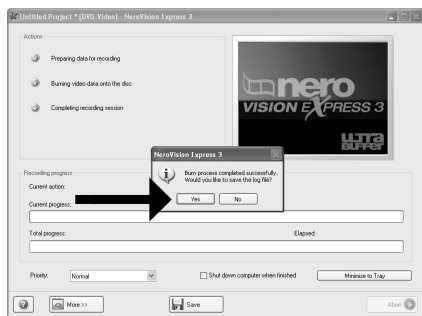 Untitled Project * [DVD-Video] - NeroVision Express 3
Actions
Preparing data for recording
Burning video data onto the disc
Completing recording session
nero
VISION EXPRESS 3
ULTRA
BUFFER
NeroVision Express 3
Burn process completed successfully.
Would you like to save the log file?
Yes No
Recording progress
Current action:
Current progress:
Total progress: Elapsed:
Priority: Normal Shut down computer when finished Minimize to Tray
More >> Save Abort